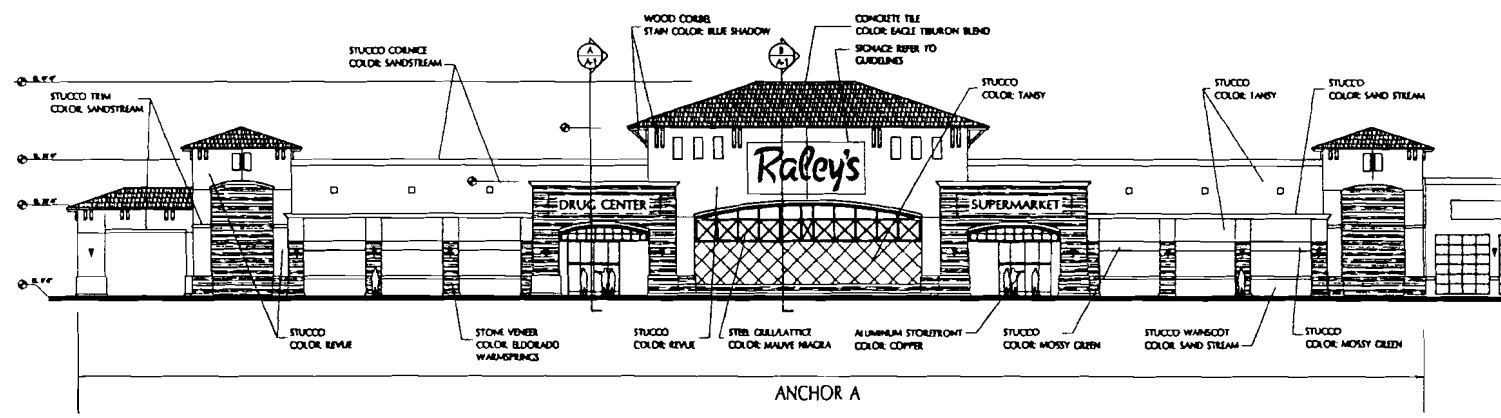 WOOD CORBEL
STAIN COLOR: BLUE SHADOW
CONCRETE TILE
COLOR: EAGLE TIBURON BLEND
SIGNAGE REFER TO
GUIDELINES
STUCCO CORNICE
COLOR: SANDSTREAM
A
A-1
B
A-1
STUCCO TRIM
COLOR: SANDSTREAM
STUCCO
COLOR: TANSY
STUCCO
COLOR: TANSY
STUCCO
COLOR: SAND STREAM
Raley's
DRUG CENTER
SUPERMARKET
STUCCO
COLOR: REVUE
STONE VENEER
COLOR: ELDORADO
WARMSPRINGS
STUCCO
COLOR: REVUE
STEEL GRILL/LATTICE
COLOR: MAUVE NIAGRA
ALUMINUM STOREFRONT
COLOR: COPPER
STUCCO
COLOR: MOSSY GREEN
STUCCO WAINSCOT
COLOR: SAND STREAM
STUCCO
COLOR: MOSSY GREEN
ANCHOR A